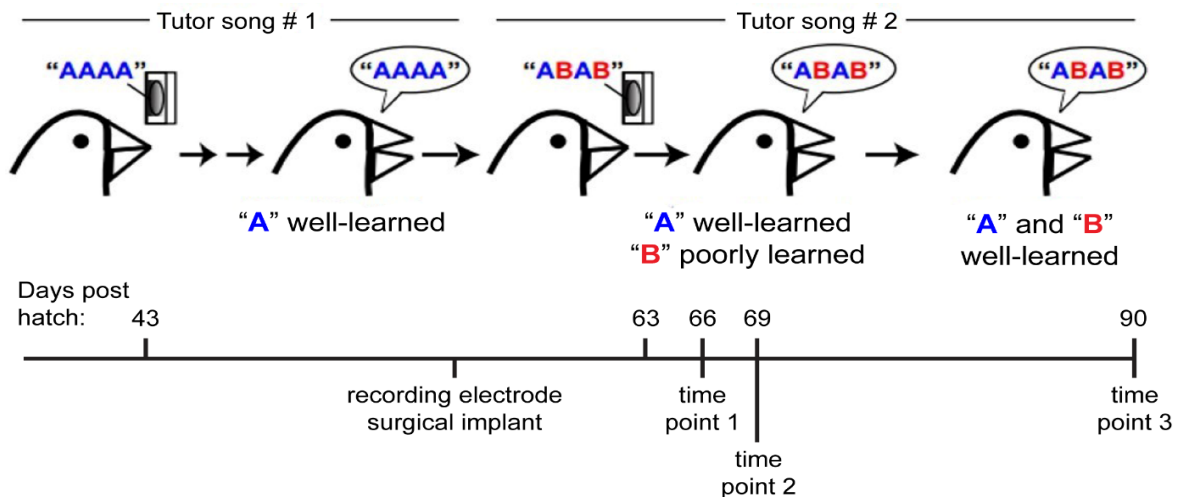 Tutor song # 1
Tutor song # 2
“AAAA”
“AAAA”
“ABAB”
“ABAB”
“ABAB”
“A” well-learned
“A” well-learned
“B” poorly learned
“A” and “B”
well-learned
Days post
hatch:
43
63
66
69
90
recording electrode
surgical implant
time
point 1
time
point 2
time
point 3